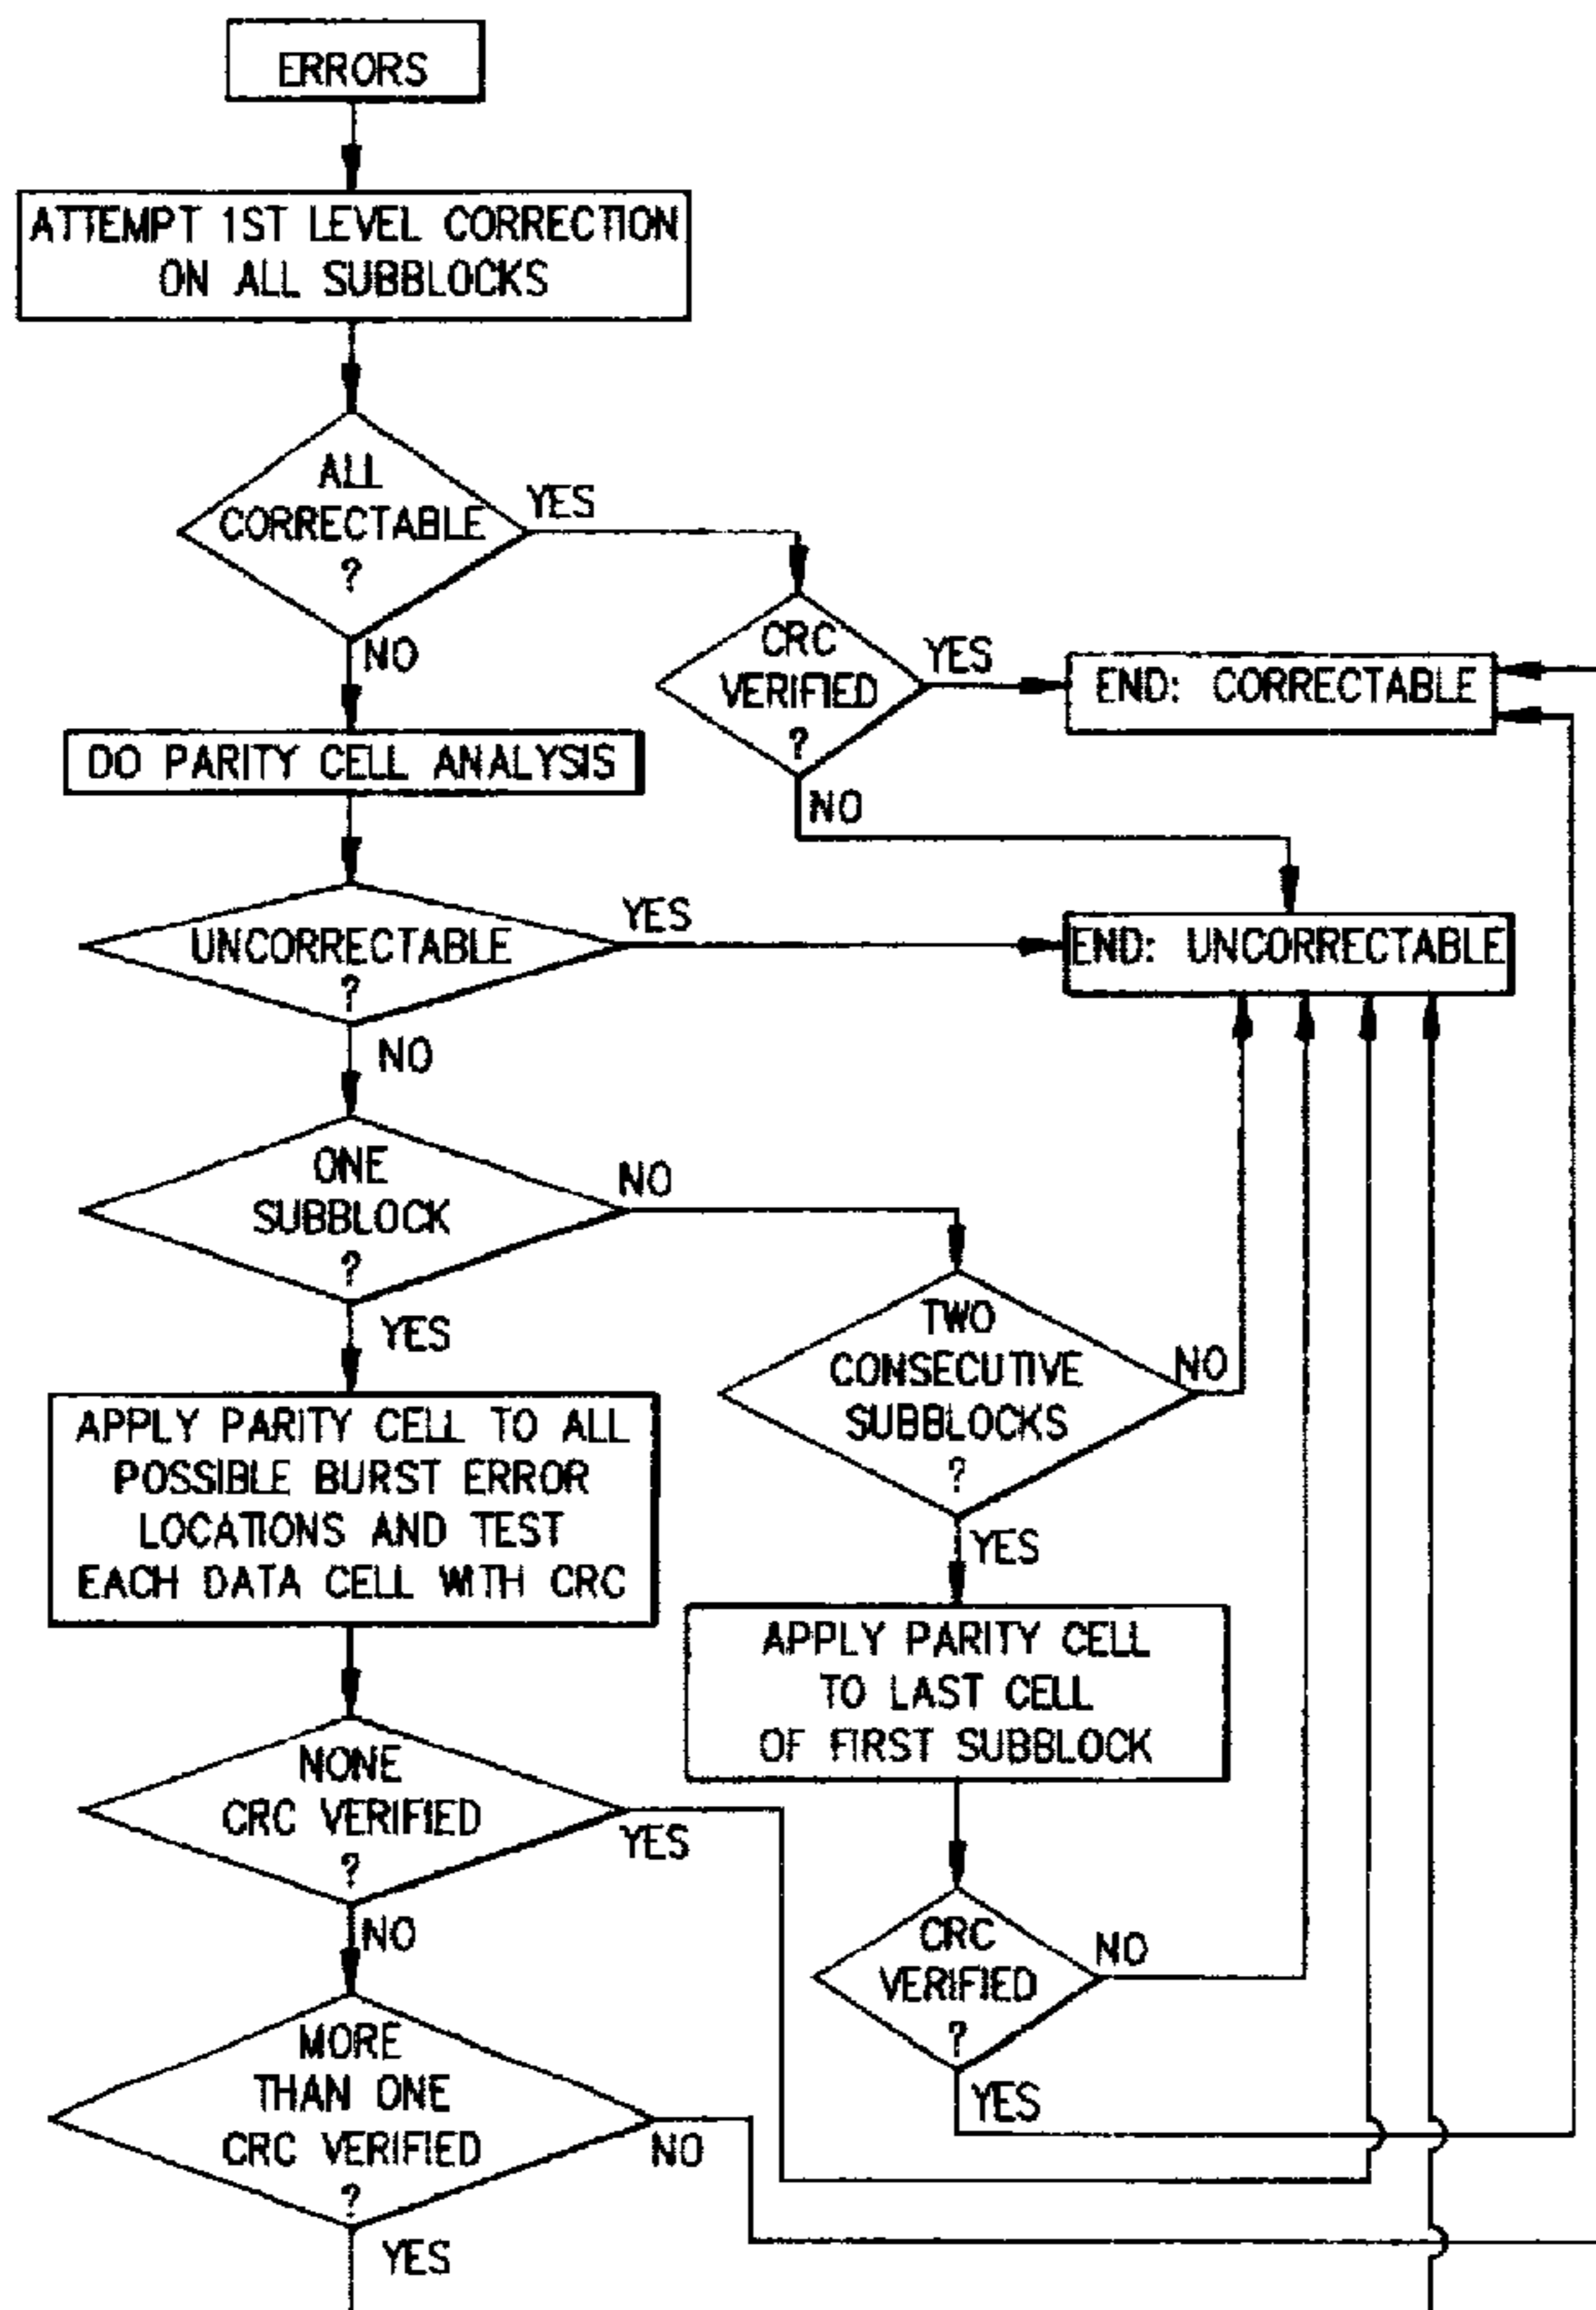 ERRORS
ATTEMPT 1ST LEVEL CORRECTION
ON ALL SUBBLOCKS
ALL
CORRECTABLE
?
YES
NO
CRC
VERIFIED
?
YES
NO
END: CORRECTABLE
DO PARITY CELL ANALYSIS
UNCORRECTABLE
?
YES
NO
END: UNCORRECTABLE
ONE
SUBBLOCK
?
NO
YES
TWO
CONSECUTIVE
SUBBLOCKS
?
NO
YES
APPLY PARITY CELL TO ALL
POSSIBLE BURST ERROR
LOCATIONS AND TEST
EACH DATA CELL WITH CRC
APPLY PARITY CELL
TO LAST CELL
OF FIRST SUBBLOCK
NONE
CRC VERIFIED
?
YES
NO
CRC
VERIFIED
?
NO
YES
MORE
THAN ONE
CRC VERIFIED
?
NO
YES